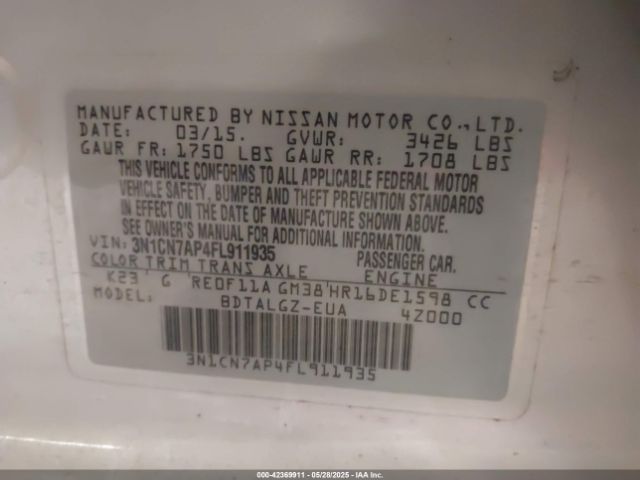 MANUFACTURED BY NISSAN MOTOR CO., LTD.
DATE: 03/15. GVWR: 3426 LBS
GAWR FR: 1750 LBS GAWR RR: 1708 LBS
THIS VEHICLE CONFORMS TO ALL APPLICABLE FEDERAL MOTOR
VEHICLE SAFETY, BUMPER AND THEFT PREVENTION STANDARDS
IN EFFECT ON THE DATE OF MANUFACTURE SHOWN ABOVE.
SEE OWNER'S MANUAL FOR ADDITIONAL INFORMATION.
VIN: 3N1CN7AP4FL911935 PASSENGER CAR.
COLOR TRIM TRANS AXLE ENGINE
K23' G RE0F11A GM38'HR16DE1598 CC
MODEL: BDTALGZ-EUA 4Z000
3N1CN7AP4FL911935
000-42369911 - 05/28/2025 - IAA Inc.